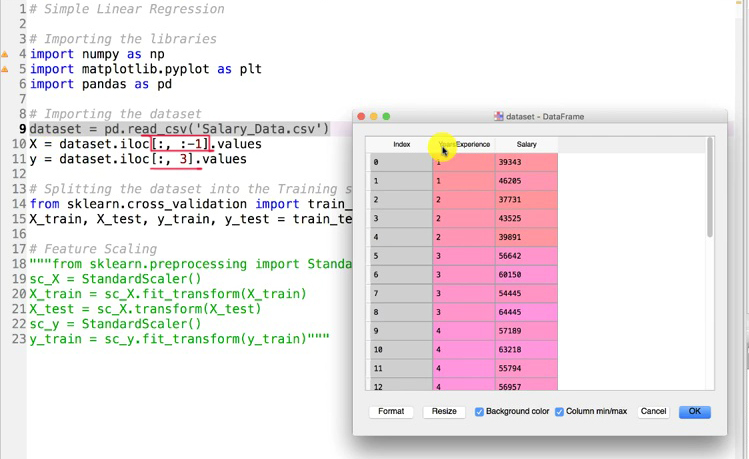 1 # Simple Linear Regression
2
3 # Importing the libraries
4 import numpy as np
5 import matplotlib.pyplot as plt
6 import pandas as pd
7
8 # Importing the dataset
9 dataset = pd.read_csv('Salary_Data.csv')
10 X = dataset.iloc[:, :-1].values
11 y = dataset.iloc[:, 3].values
12
13 # Splitting the dataset into the Training s
14 from sklearn.cross_validation import train_
15 X_train, X_test, y_train, y_test = train_te
16
17 # Feature Scaling
18 """from sklearn.preprocessing import Standa
19 sc_X = StandardScaler()
20 X_train = sc_X.fit_transform(X_train)
21 X_test = sc_X.transform(X_test)
22 sc_y = StandardScaler()
23 y_train = sc_y.fit_transform(y_train)"""
dataset - DataFrame
Index YearsExperience Salary
0 1 39343
1 1 46205
2 2 37731
3 2 43525
4 2 39891
5 3 56642
6 3 60150
7 3 54445
8 3 64445
9 4 57189
10 4 63218
11 4 55794
12 4 56957
Format Resize Background color Column min/max Cancel OK